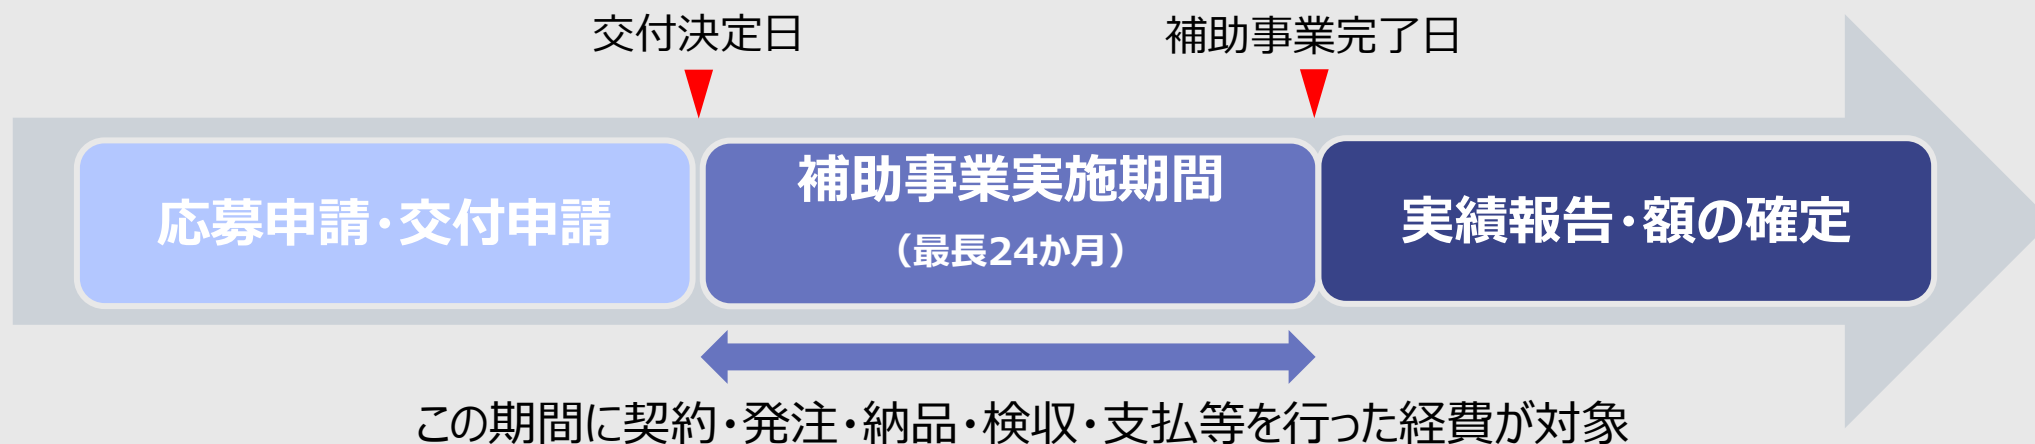 交付決定日
補助事業完了日
応募申請・交付申請
補助事業実施期間
（最長24か月）
実績報告・額の確定
この期間に契約・発注・納品・検収・支払等を行った経費が対象